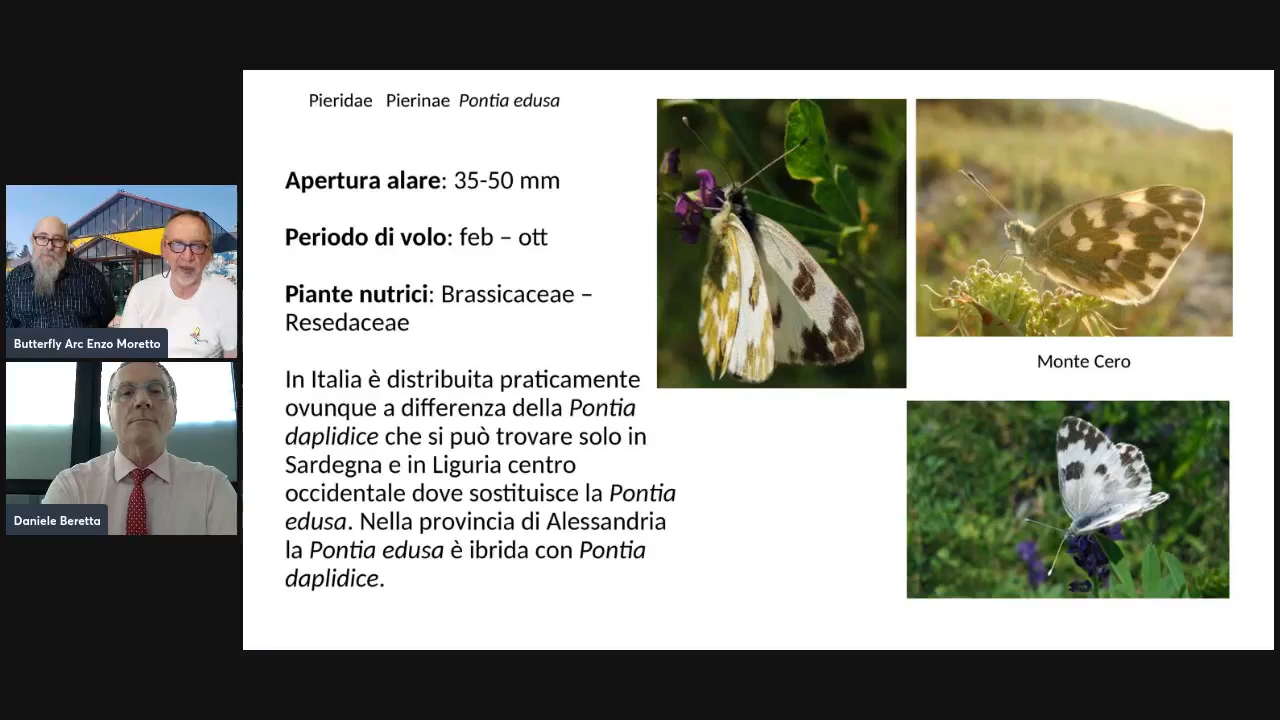 Pieridae Pierinae Pontia edusa
Apertura alare: 35-50 mm
Periodo di volo: feb – ott
Piante nutrici: Brassicaceae –
Resedaceae
In Italia è distribuita praticamente
ovunque a differenza della Pontia
daplidice che si può trovare solo in
Sardegna e in Liguria centro
occidentale dove sostituisce la Pontia
edusa. Nella provincia di Alessandria
la Pontia edusa è ibrida con Pontia
daplidice.
Monte Cero
Butterfly Arc Enzo Moretto
Daniele Beretta